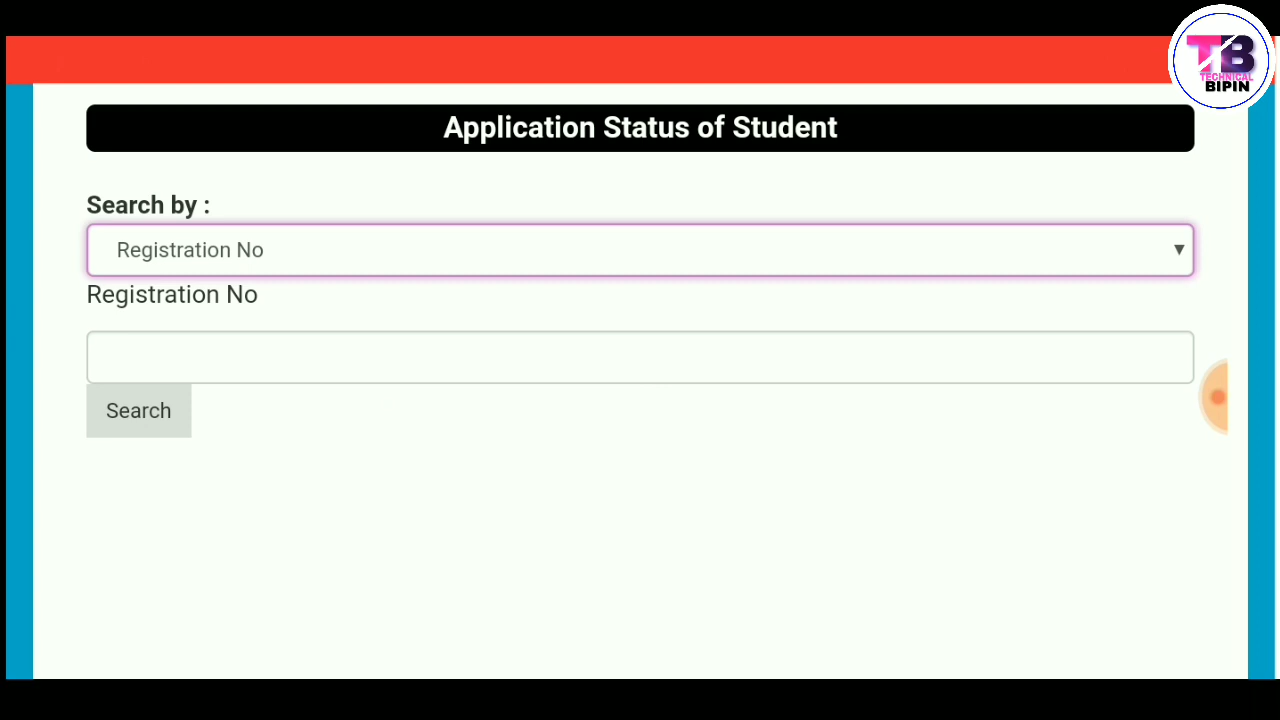 TB
TECHNICAL
BIPIN
Application Status of Student
Search by :
Registration No
Registration No
Search